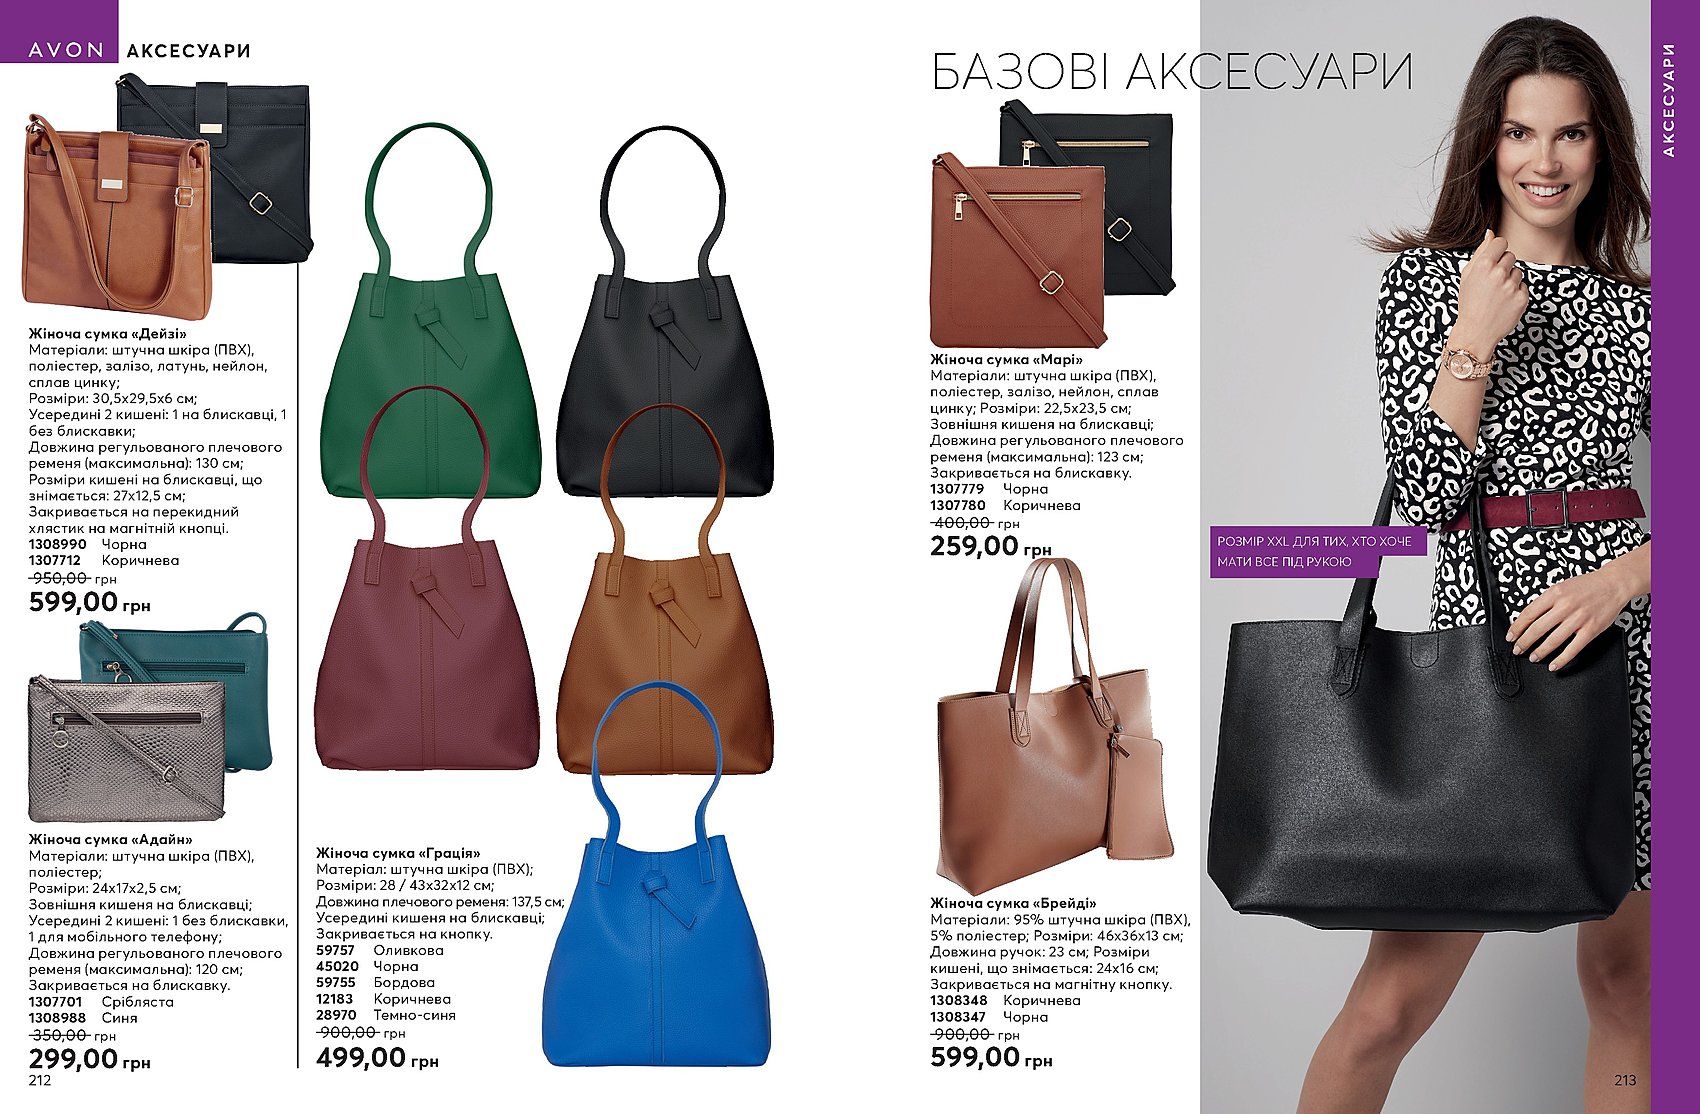 AVON АКСЕСУАРИ
Жіноча сумка «Дейзі»
Матеріали: штучна шкіра (ПВХ),
поліестер, залізо, латунь, нейлон,
сплав цинку;
Розміри: 30,5х29,5х6 см;
Усередині 2 кишені: 1 на блискавці, 1
без блискавки;
Довжина регульованого плечового
ременя (максимальна): 130 см;
Розміри кишені на блискавці, що
знімається: 27х12,5 см;
Закривається на перекидний
хлястик на магнітній кнопці.
1308990 Чорна
1307712 Коричнева
950,00 грн
599,00 грн
Жіноча сумка «Адайн»
Матеріали: штучна шкіра (ПВХ),
поліестер;
Розміри: 24х17х2,5 см;
Зовнішня кишеня на блискавці;
Усередині 2 кишені: 1 без блискавки,
1 для мобільного телефону;
Довжина регульованого плечового
ременя (максимальна): 120 см;
Закривається на блискавку.
1307701 Срібляста
1308988 Синя
350,00 грн
299,00 грн
212
Жіноча сумка «Грація»
Матеріал: штучна шкіра (ПВХ);
Розміри: 28 / 43х32х12 см;
Довжина плечового ременя: 137,5 см;
Усередині кишеня на блискавці;
Закривається на кнопку.
59757 Оливкова
45020 Чорна
59755 Бордова
12183 Коричнева
28970 Темно-синя
900,00 грн
499,00 грн
БАЗОВІ АКСЕСУАРИ
Жіноча сумка «Марі»
Матеріали: штучна шкіра (ПВХ),
поліестер, залізо, нейлон, сплав
цинку; Розміри: 22,5х23,5 см;
Зовнішня кишеня на блискавці;
Довжина регульованого плечового
ременя (максимальна): 123 см;
Закривається на блискавку.
1307779 Чорна
1307780 Коричнева
400,00 грн
259,00 грн
Жіноча сумка «Брейді»
Матеріали: 95% штучна шкіра (ПВХ),
5% поліестер; Розміри: 46х36х13 см;
Довжина ручок: 23 см; Розміри
кишені, що знімається: 24х16 см;
Закривається на магнітну кнопку.
1308348 Коричнева
1308347 Чорна
900,00 грн
599,00 грн
РОЗМІР XXL ДЛЯ ТИХ, ХТО ХОЧЕ
МАТИ ВСЕ ПІД РУКОЮ
АКСЕСУАРИ
213